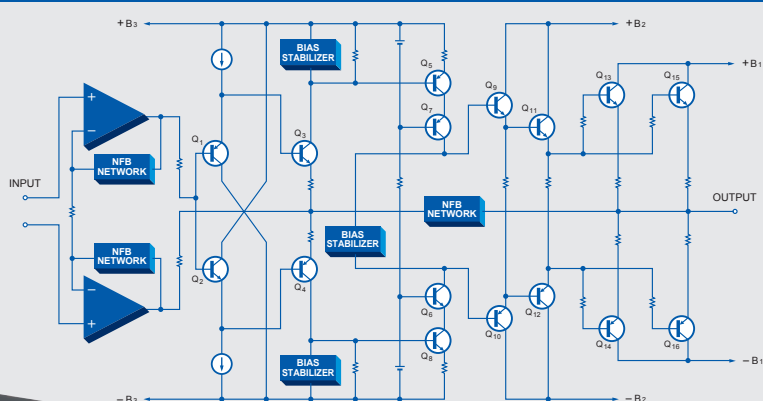 +B3
+B2
BIAS STABILIZER
Q5
+B1
Q13
Q15
Q9
Q7
Q11
Q1
Q3
NFB NETWORK
INPUT
NFB NETWORK
OUTPUT
BIAS STABILIZER
NFB NETWORK
Q2
Q4
Q6
Q12
Q10
Q8
Q14
Q16
BIAS STABILIZER
−B1
−B3
−B2
+
−
−
+